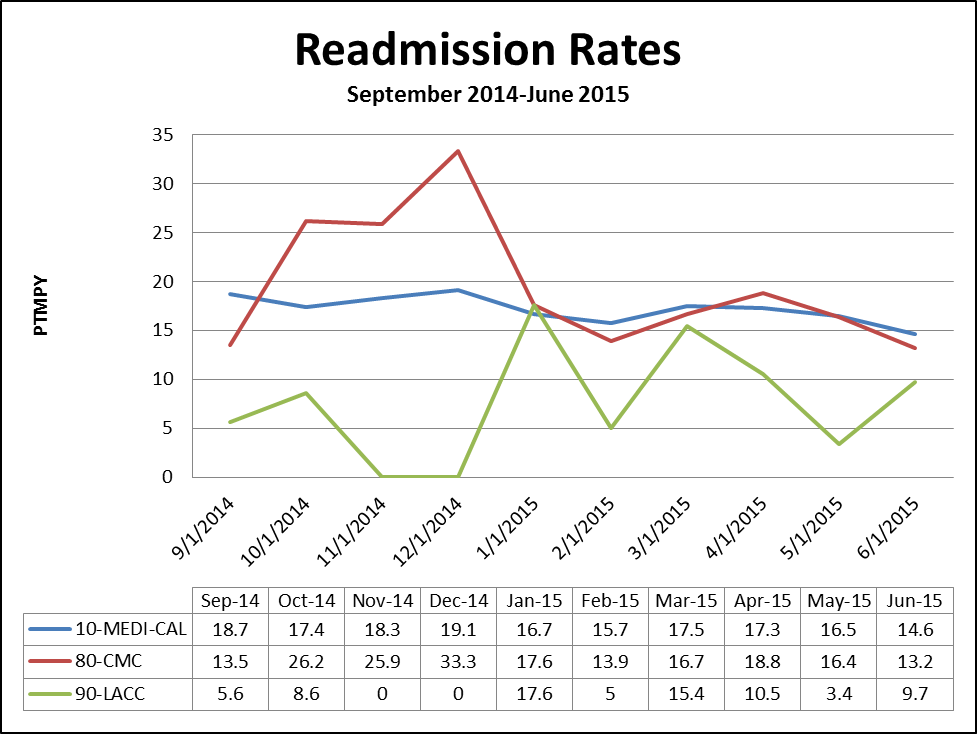 Readmission Rates
September 2014-June 2015
PTMPY
35
30
25
20
15
10
5
0
9/1/2014 10/1/2014 11/1/2014 12/1/2014 1/1/2015 2/1/2015 3/1/2015 4/1/2015 5/1/2015 6/1/2015
Sep-14 Oct-14 Nov-14 Dec-14 Jan-15 Feb-15 Mar-15 Apr-15 May-15 Jun-15
10-MEDI-CAL 18.7 17.4 18.3 19.1 16.7 15.7 17.5 17.3 16.5 14.6
80-CMC 13.5 26.2 25.9 33.3 17.6 13.9 16.7 18.8 16.4 13.2
90-LACC 5.6 8.6 0 0 17.6 5 15.4 10.5 3.4 9.7